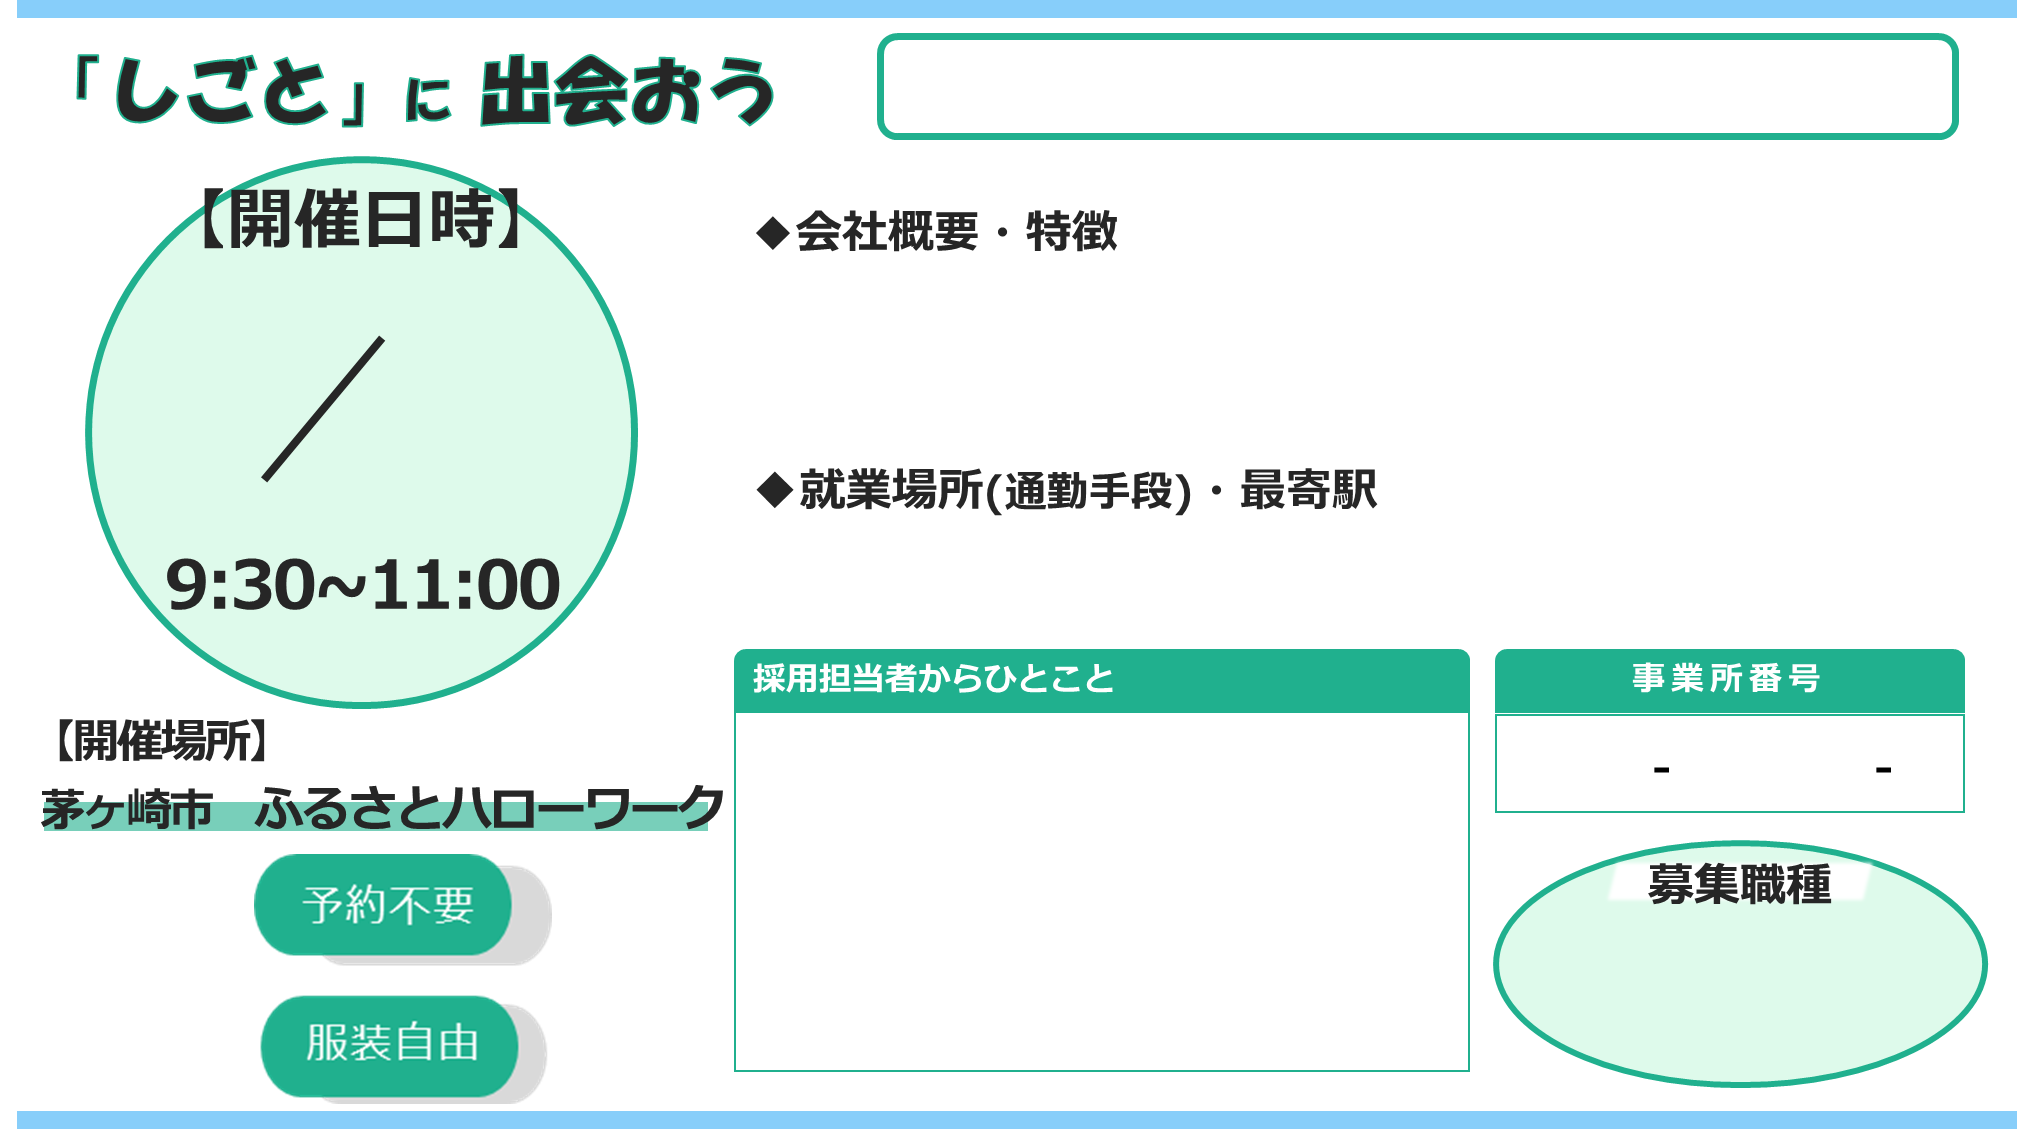 「しごと」に 出会おう
【開催日時】
／
9:30~11:00
【開催場所】
茅ヶ崎市　ふるさとハローワーク
予約不要
服装自由
◆会社概要・特徴
◆就業場所(通勤手段)・最寄駅
採用担当者からひとこと
事業所番号
- -
募集職種